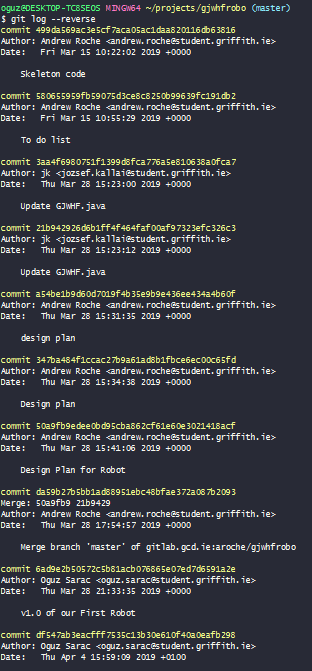 oguz@DESKTOP-TC8SEOS MINGW64 ~/projects/gjwhfrobo (master)
$ git log --reverse
commit 499da569ac3e5cf7aca05ac1daa820116db63816
Author: Andrew Roche <andrew.roche@student.griffith.ie>
Date:   Fri Mar 15 10:22:02 2019 +0000
Skeleton code
commit 580655959fb59075d3ce8c8250b99639fc191db2
Author: Andrew Roche <andrew.roche@student.griffith.ie>
Date:   Fri Mar 15 10:55:29 2019 +0000
To do list
commit 3aa4f6980751f1399d8fca776a5e810638a0fca7
Author: jk <jozsef.kallai@student.griffith.ie>
Date:   Thu Mar 28 15:23:00 2019 +0000
Update GJWHF.java
commit 21b942926d6b1ff4f464faf00af97323efc326c3
Author: jk <jozsef.kallai@student.griffith.ie>
Date:   Thu Mar 28 15:23:12 2019 +0000
Update GJWHF.java
commit a54be1b9d60d7019f4b35e9b9e436ee434a4b60f
Author: Andrew Roche <andrew.roche@student.griffith.ie>
Date:   Thu Mar 28 15:31:35 2019 +0000
design plan
commit 347ba484f1ccac27b9a61ad8b1fbce6ec00c65fd
Author: Andrew Roche <andrew.roche@student.griffith.ie>
Date:   Thu Mar 28 15:34:38 2019 +0000
Design plan
commit 50a9fb9edee0bd95cba862cf61e60e3021418acf
Author: Andrew Roche <andrew.roche@student.griffith.ie>
Date:   Thu Mar 28 15:41:06 2019 +0000
Design Plan for Robot
commit da59b27b5bb1ad88951ebc48bfae372a087b2093
Merge: 50a9fb9 21b9429
Author: Andrew Roche <andrew.roche@student.griffith.ie>
Date:   Thu Mar 28 17:54:57 2019 +0000
Merge branch 'master' of gitlab.gcd.ie:aroche/gjwhfrobo
commit 6ad9e2b50572c5b81acb076865e07ed7d6591a2e
Author: Oguz Sarac <oguz.sarac@student.griffith.ie>
Date:   Thu Mar 28 21:33:35 2019 +0000
v1.0 of our First Robot
commit df547ab3eacfff7535c13b30e610f40a0eafb298
Author: Oguz Sarac <oguz.sarac@student.griffith.ie>
Date:   Thu Apr 4 15:59:09 2019 +0100